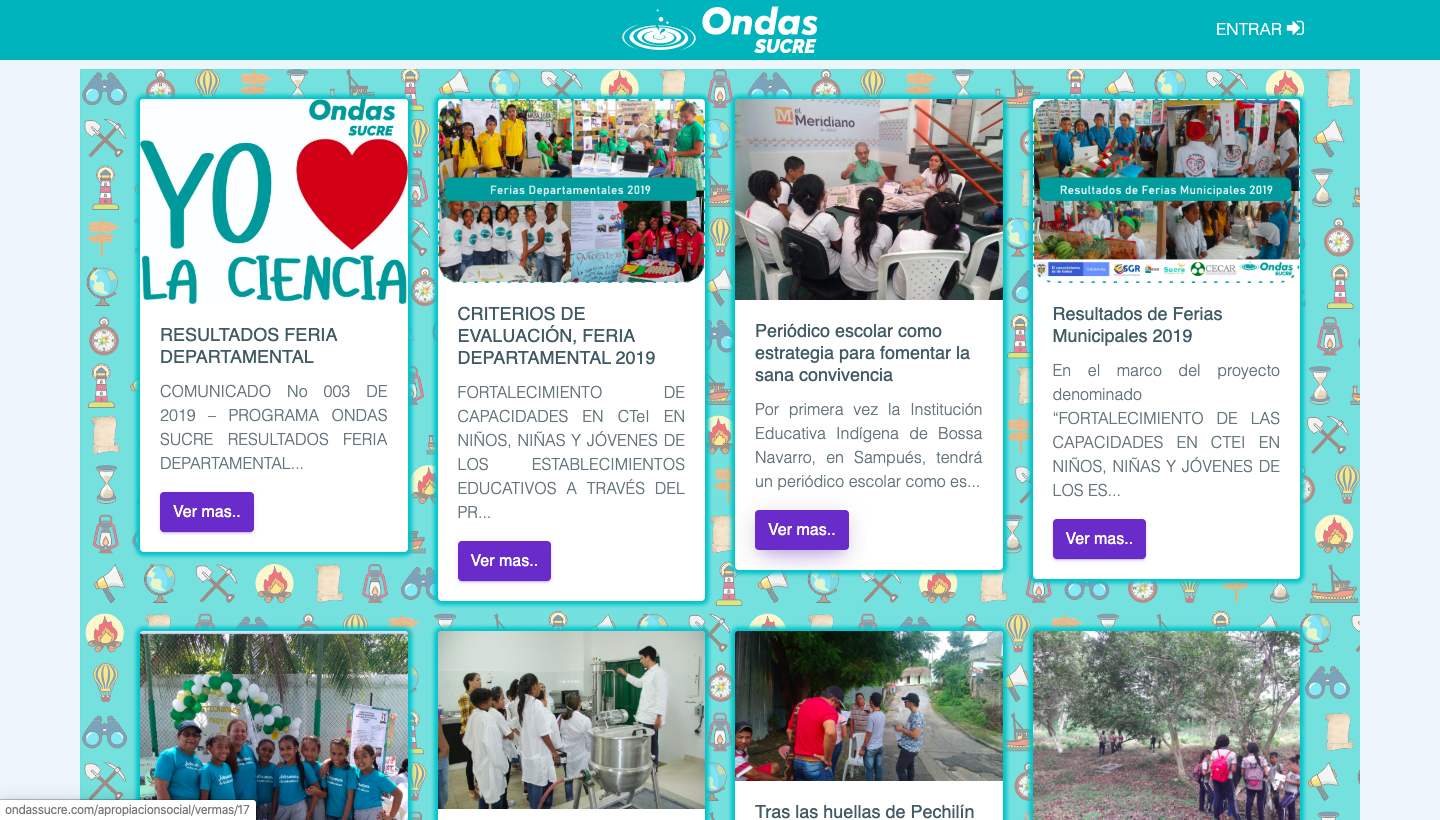 Ondas
SUCRE
ENTRAR
Ondas
SUCRE
YO
LA CIENCIA
RESULTADOS FERIA
DEPARTAMENTAL
COMUNICADO No 003 DE
2019 – PROGRAMA ONDAS
SUCRE RESULTADOS FERIA
DEPARTAMENTAL...
Ver mas..
Ferias Departamentales 2019
CRITERIOS DE
EVALUACIÓN, FERIA
DEPARTAMENTAL 2019
FORTALECIMIENTO DE
CAPACIDADES EN CTeI EN
NIÑOS, NIÑAS Y JÓVENES DE
LOS ESTABLECIMIENTOS
EDUCATIVOS A TRAVÉS DEL
PR...
Ver mas..
el
Meridiano
Periódico escolar como
estrategia para fomentar la
sana convivencia
Por primera vez la Institución
Educativa Indígena de Bossa
Navarro, en Sampués, tendrá
un periódico escolar como es...
Ver mas..
Resultados de Ferias Municipales 2019
SGR
Sucre
CECAR
Ondas
Resultados de Ferias
Municipales 2019
En el marco del proyecto
denominado
“FORTALECIMIENTO DE LAS
CAPACIDADES EN CTEI EN
NIÑOS, NIÑAS Y JÓVENES DE
LOS ES...
Ver mas..
Tras las huellas de Pechilín
ondassucre.com/apropiacionsocial/vermas/17